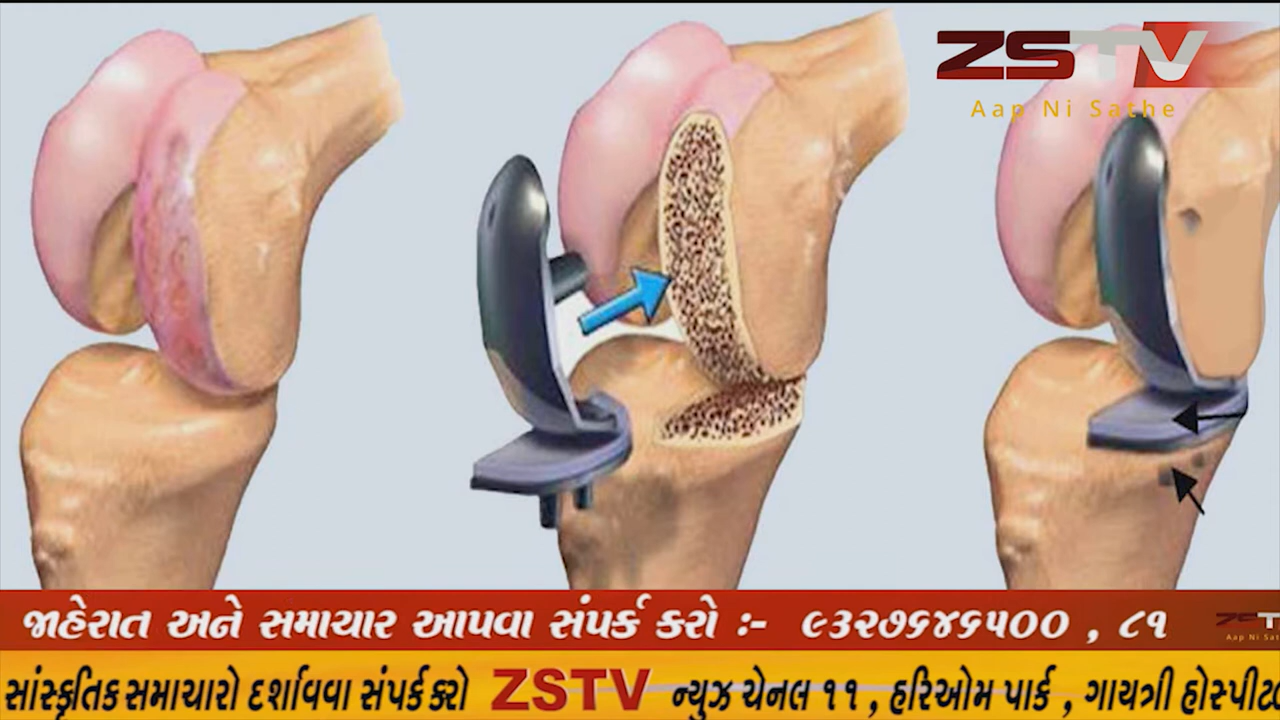 ZSTV
Aap Ni Sathe
જાહેરાત અને સમાચાર આપવા સંપર્ક કરો :- ૯૩૨૭૬૪૬૫૦૦ , ૮૧
સાંસ્કૃતિક સમાચારો દર્શાવવા સંપર્ક કરો ZSTV ન્યુઝ ચેનલ ૧૧ , હરિઓમ પાર્ક , ગાયત્રી